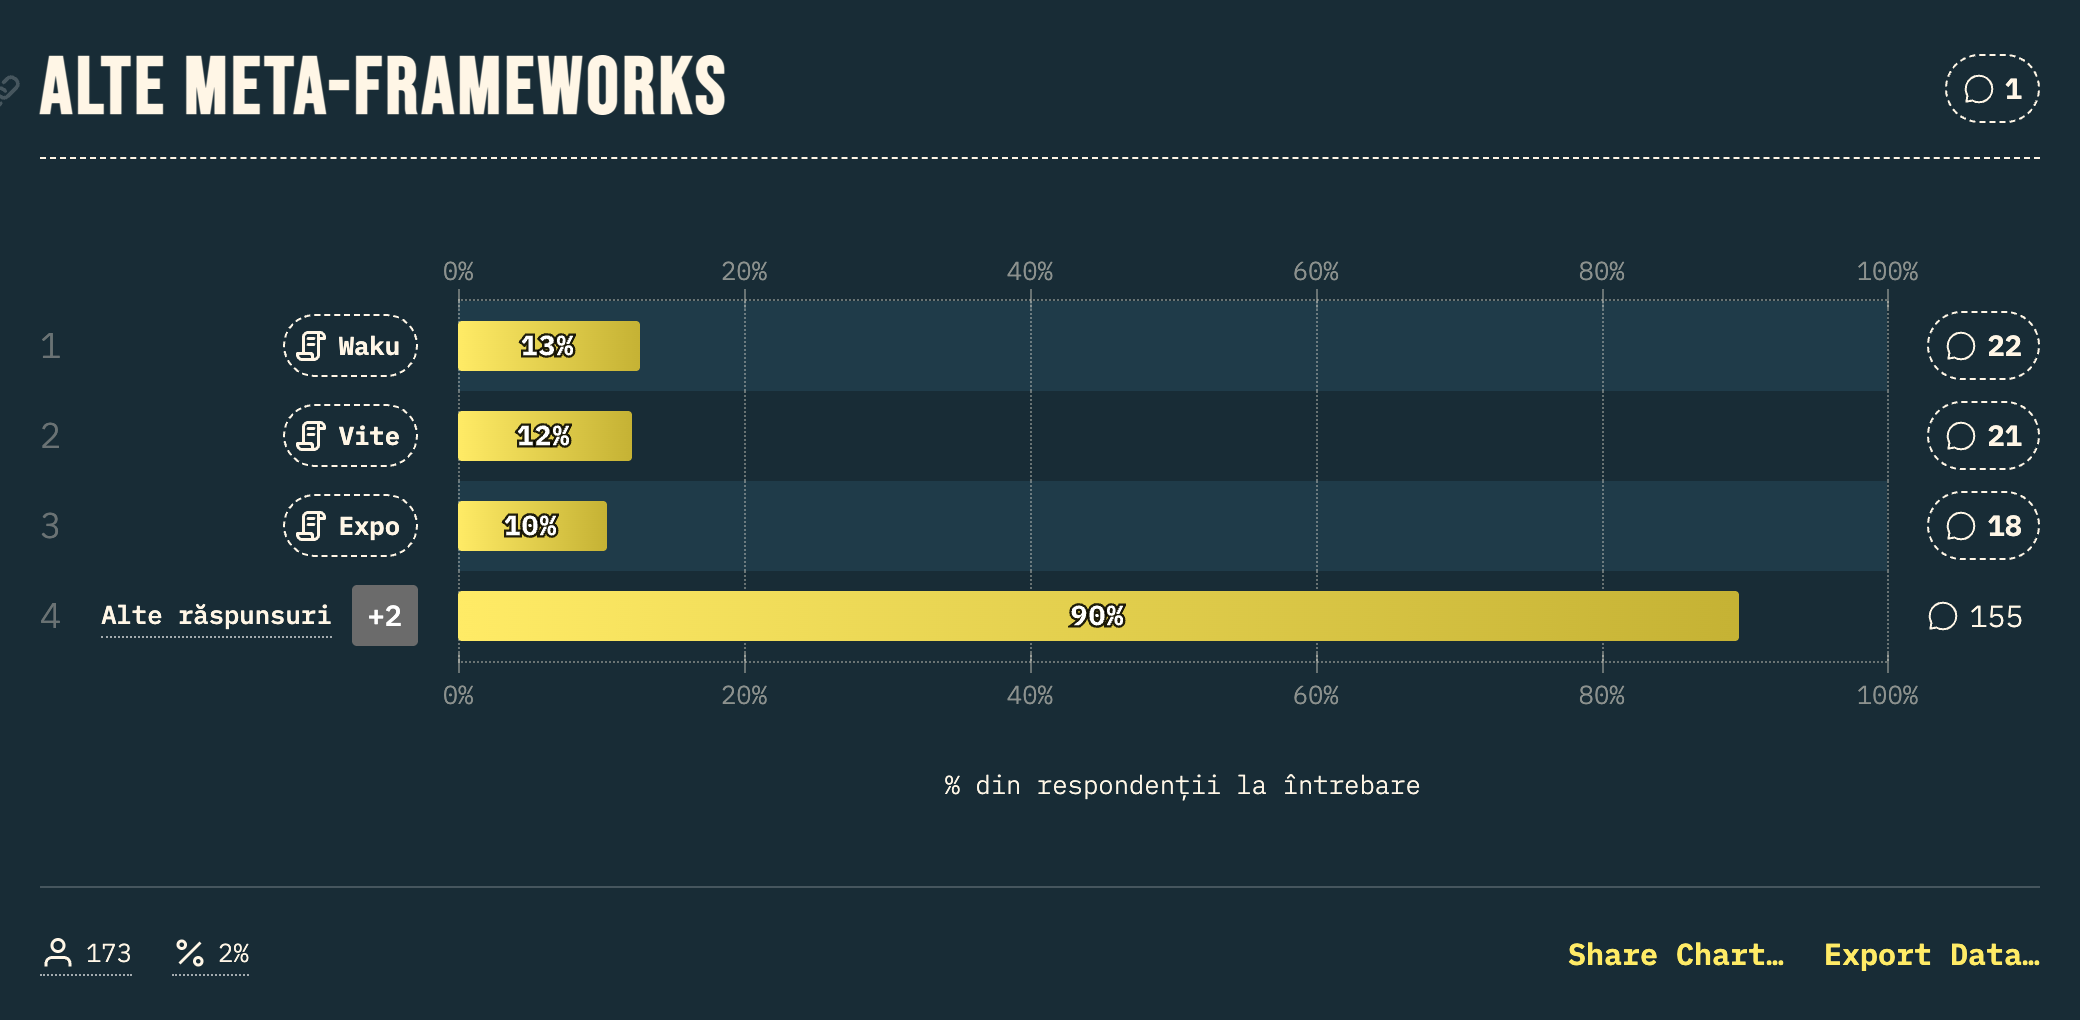 ALTE META-FRAMEWORKS
1
0% 20% 40% 60% 80% 100%
1 Waku 13% 22
2 Vite 12% 21
3 Expo 10% 18
4 Alte răspunsuri +2 90% 155
0% 20% 40% 60% 80% 100%
% din respondenții la întrebare
173 2% Share Chart… Export Data…